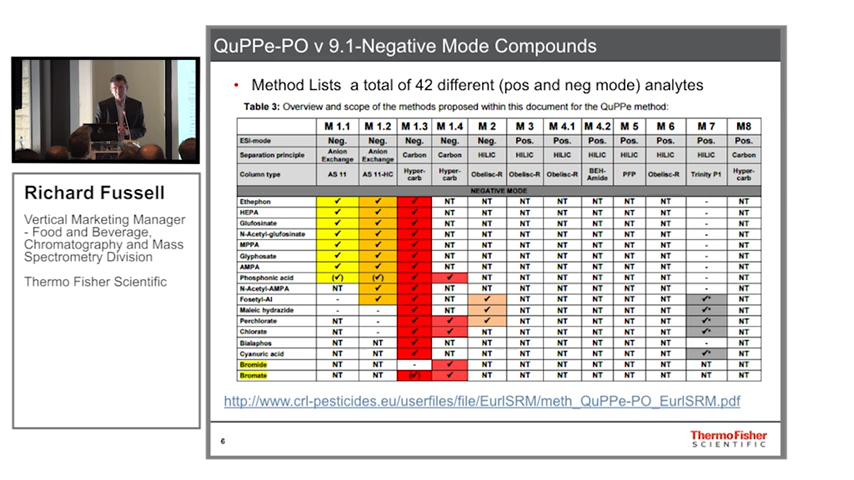 QuPPe-PO v 9.1-Negative Mode Compounds
• Method Lists a total of 42 different (pos and neg mode) analytes
Table 3: Overview and scope of the methods proposed within this document for the QuPPe method:
M 1.1 M 1.2 M 1.3 M 1.4 M 2 M 3 M 4.1 M 4.2 M 5 M 6 M 7 M8
ESI-mode Neg. Neg. Neg. Neg. Neg. Pos. Pos. Pos. Pos. Pos. Pos. Pos.
Separation principle Anion Exchange Anion Exchange Carbon Carbon HILIC HILIC HILIC HILIC HILIC HILIC HILIC Carbon
Column type AS 11 AS 11-HC Hyper-carb Hyper-carb Obelisc-R Obelisc-R Obelisc-R BEH-Amide PFP Obelisc-R Trinity P1 Hyper-carb
NEGATIVE MODE
Ethephon ✓ ✓ ✓ NT NT NT NT NT NT NT - NT
HEPA ✓ ✓ ✓ NT NT NT NT NT NT NT - NT
Glufosinate ✓ ✓ ✓ NT NT NT NT NT NT NT - NT
N-Acetyl-glufosinate ✓ ✓ ✓ NT NT NT NT NT NT NT - NT
MPPA ✓ ✓ ✓ NT NT NT NT NT NT NT - NT
Glyphosate ✓ ✓ ✓ NT NT NT NT NT NT NT - NT
AMPA ✓ ✓ ✓ NT NT NT NT NT NT NT - NT
Phosphonic acid (✓) (✓) ✓ ✓ NT NT NT NT NT NT - NT
N-Acetyl-AMPA NT ✓ ✓ NT NT NT NT NT NT NT - NT
Fosetyl-Al - ✓ ✓ NT ✓ NT NT NT NT NT ✓* NT
Maleic hydrazide - - ✓ NT ✓ NT NT NT NT NT ✓* NT
Perchlorate NT - ✓ ✓ ✓ NT NT NT NT NT ✓* NT
Chlorate NT - ✓ ✓ NT NT NT NT NT NT ✓* NT
Bialaphos NT NT ✓ NT NT NT NT NT NT NT - NT
Cyanuric acid NT NT ✓ NT NT NT NT NT NT NT ✓* NT
Bromide NT NT - ✓ NT NT NT NT NT NT NT NT
Bromate NT NT (✓) ✓ NT NT NT NT NT NT NT NT
http://www.crl-pesticides.eu/userfiles/file/EurlSRM/meth_QuPPe-PO_EurlSRM.pdf
6
ThermoFisher
SCIENTIFIC
Richard Fussell
Vertical Marketing Manager
- Food and Beverage,
Chromatography and Mass
Spectrometry Division
Thermo Fisher Scientific